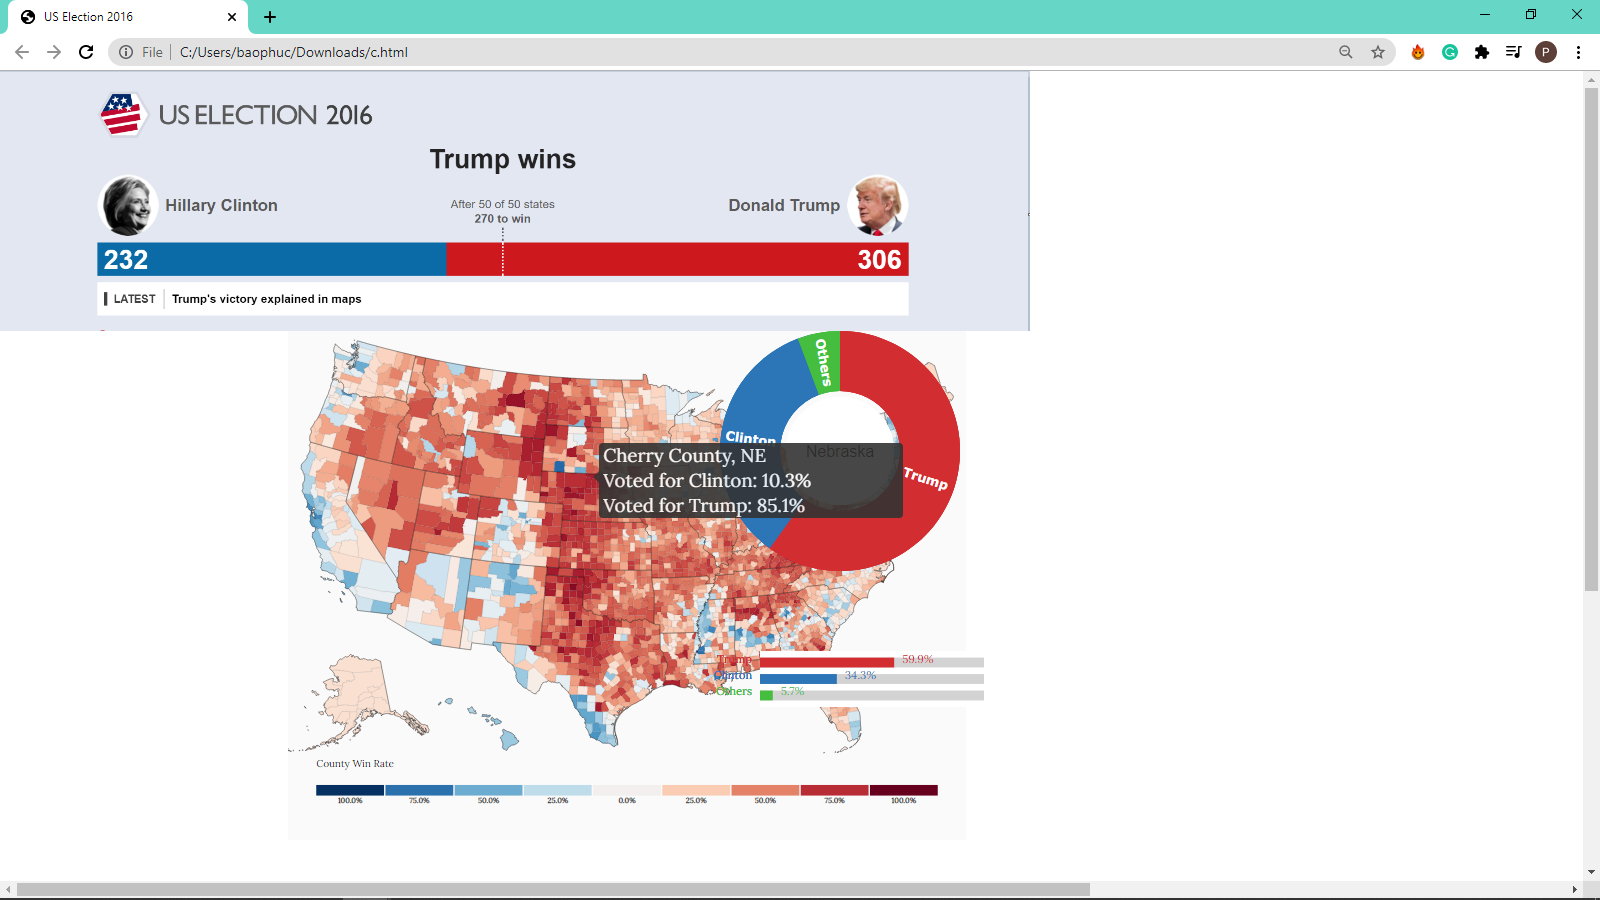 US Election 2016
File
C:/Users/baophuc/Downloads/c.html
P
US ELECTION 2016
Trump wins
Hillary Clinton
After 50 of 50 states
270 to win
Donald Trump
232
306
LATEST
Trump's victory explained in maps
Others
Clinton
Trump
Nebraska
Cherry County, NE
Voted for Clinton: 10.3%
Voted for Trump: 85.1%
Trump 59.9%
Clinton 34.3%
Others 5.7%
County Win Rate
100.0% 75.0% 50.0% 25.0% 0.0% 25.0% 50.0% 75.0% 100.0%